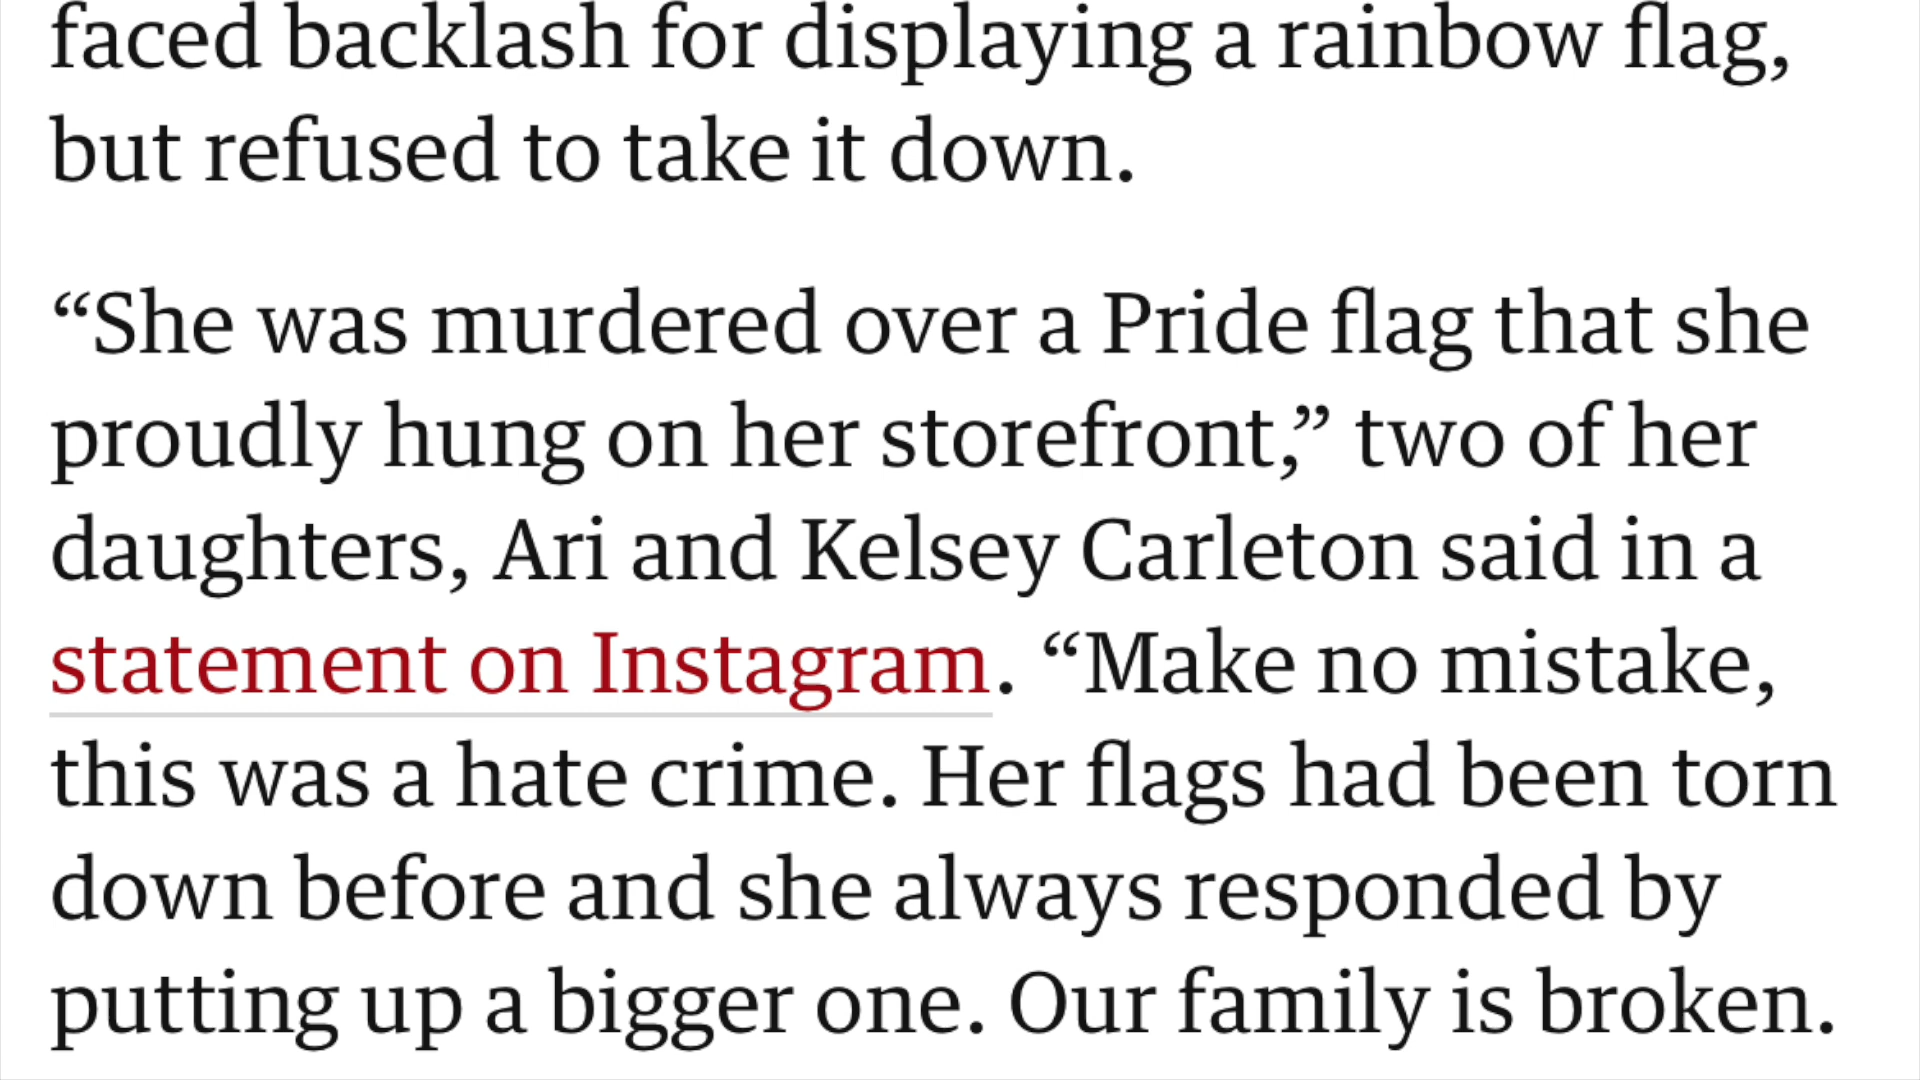 faced backlash for displaying a rainbow flag,
but refused to take it down.
“She was murdered over a Pride flag that she
proudly hung on her storefront,” two of her
daughters, Ari and Kelsey Carleton said in a
statement on Instagram. “Make no mistake,
this was a hate crime. Her flags had been torn
down before and she always responded by
putting up a bigger one. Our family is broken.